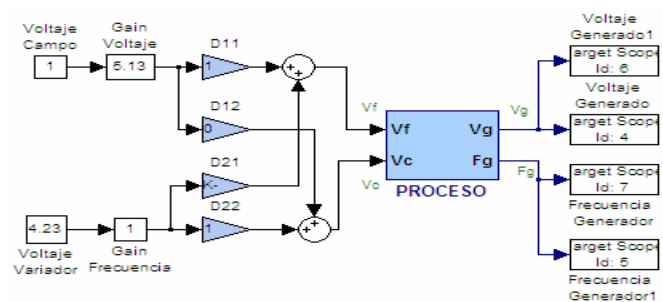 Voltaje
Campo
1
Gain
Voltaje
5.13
D11
1
D12
0
D21
K-
D22
1
4.23
Voltaje
Variador
1
Gain
Frecuencia
+
+
+
+
Vf
Vc
Vf
Vc
Vg
Fg
PROCESO
Vg
Fg
Voltaje
Generado1
arget Scope
Id: 6
Voltaje
Generado
arget Scope
Id: 4
arget Scope
Id: 7
Frecuencia
Generador
arget Scope
Id: 5
Frecuencia
Generador1